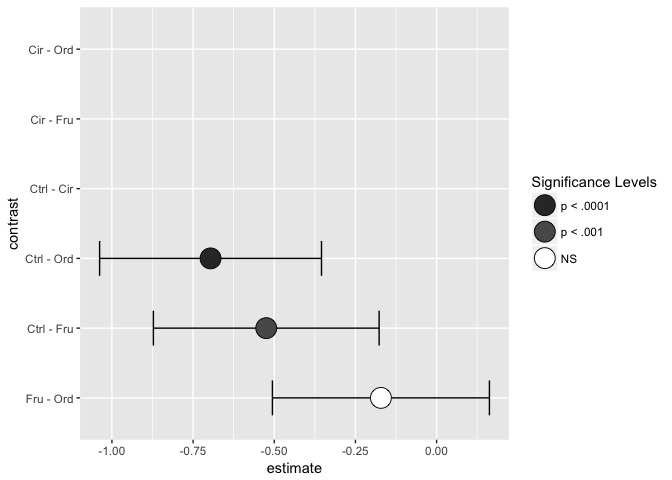 contrast
Cir - Ord
Cir - Fru
Ctrl - Cir
Ctrl - Ord
Ctrl - Fru
Fru - Ord
-1.00 -0.75 -0.50 -0.25 0.00
estimate
Significance Levels
p < .0001
p < .001
NS